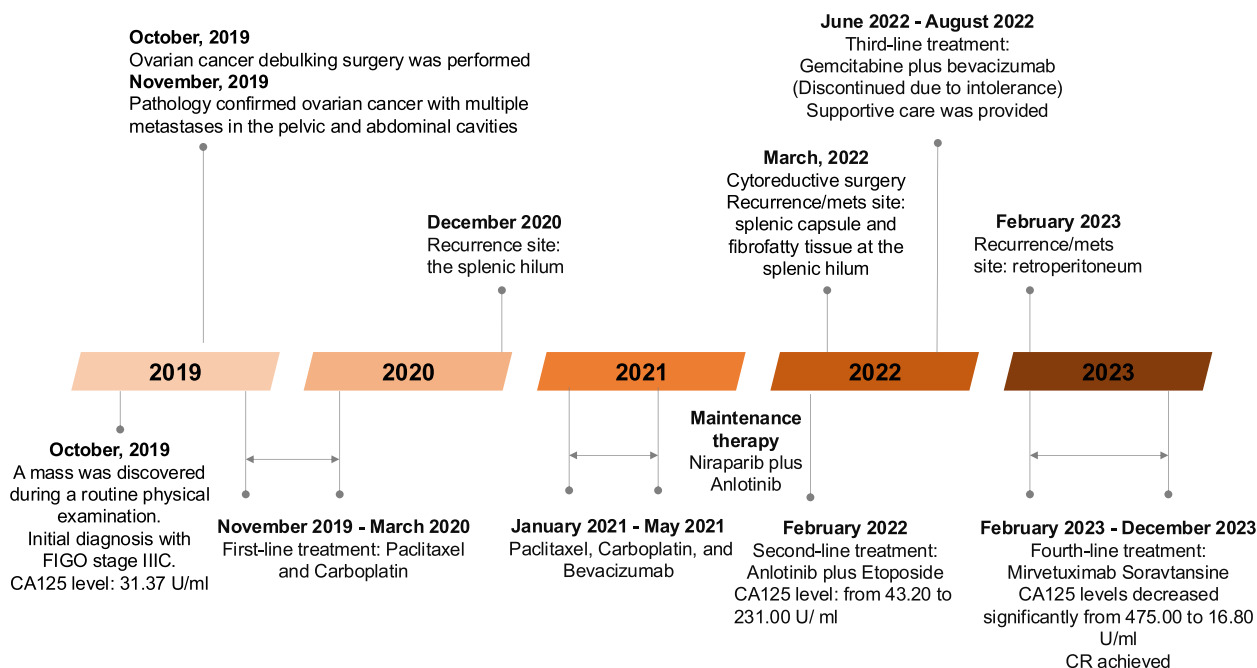 October, 2019
Ovarian cancer debulking surgery was performed
November, 2019
Pathology confirmed ovarian cancer with multiple
metastases in the pelvic and abdominal cavities
December 2020
Recurrence site:
the splenic hilum
March, 2022
Cytoreductive surgery
Recurrence/mets site:
splenic capsule and
fibrofatty tissue at the
splenic hilum
June 2022 - August 2022
Third-line treatment:
Gemcitabine plus bevacizumab
(Discontinued due to intolerance)
Supportive care was provided
February 2023
Recurrence/mets
site: retroperitoneum
2019
2020
2021
2022
2023
October, 2019
A mass was discovered
during a routine physical
examination.
Initial diagnosis with
FIGO stage IIIC.
CA125 level: 31.37 U/ml
November 2019 - March 2020
First-line treatment: Paclitaxel
and Carboplatin
January 2021 - May 2021
Paclitaxel, Carboplatin, and
Bevacizumab
Maintenance
therapy
Niraparib plus
Anlotinib
February 2022
Second-line treatment:
Anlotinib plus Etoposide
CA125 level: from 43.20 to
231.00 U/ ml
February 2023 - December 2023
Fourth-line treatment:
Mirvetuximab Soravtansine
CA125 levels decreased
significantly from 475.00 to 16.80
U/ml
CR achieved